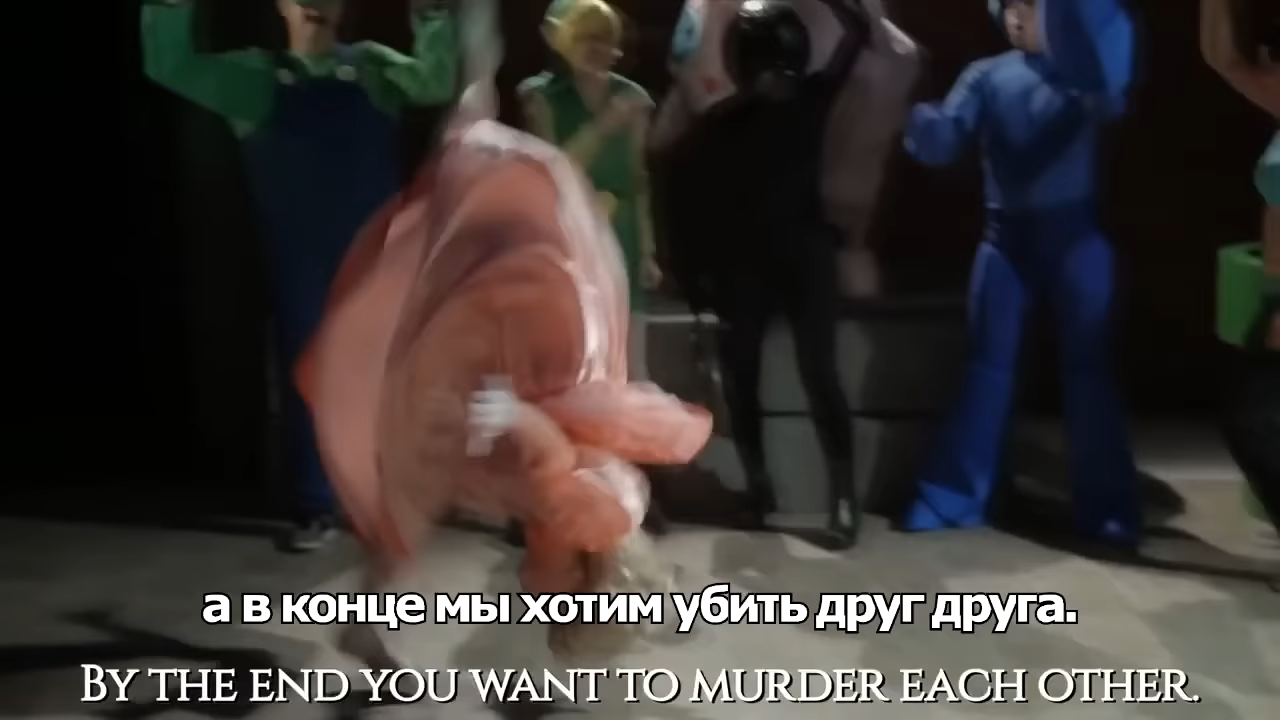 а в конце мы хотим убить друг друга.
By the end you want to murder each other.